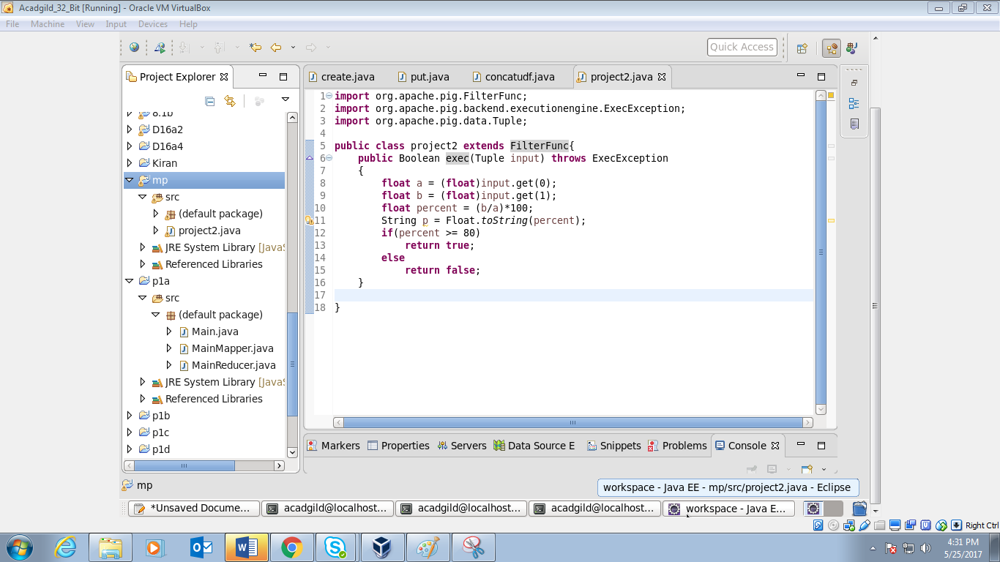 Acadgild_32_Bit [Running] - Oracle VM VirtualBox
File Machine View Input Devices Help
Quick Access
Project Explorer
create.java put.java concatudf.java project2.java
8.1b
D16a2
D16a4
Kiran
mp
src
(default package)
project2.java
JRE System Library [JavaS
Referenced Libraries
p1a
src
(default package)
Main.java
MainMapper.java
MainReducer.java
JRE System Library [JavaS
Referenced Libraries
p1b
p1c
p1d
1 import org.apache.pig.FilterFunc;
2 import org.apache.pig.backend.executionengine.ExecException;
3 import org.apache.pig.data.Tuple;
4
5 public class project2 extends FilterFunc{
6 public Boolean exec(Tuple input) throws ExecException
7 {
8 float a = (float)input.get(0);
9 float b = (float)input.get(1);
10 float percent = (b/a)*100;
11 String p = Float.toString(percent);
12 if(percent >= 80)
13 return true;
14 else
15 return false;
16 }
17
18 }
Markers Properties Servers Data Source E Snippets Problems Console
mp
workspace - Java EE - mp/src/project2.java - Eclipse
*Unsaved Docume... acadgild@localhost... acadgild@localhost... acadgild@localhost... workspace - Java E...
Right Ctrl
4:31 PM
5/25/2017